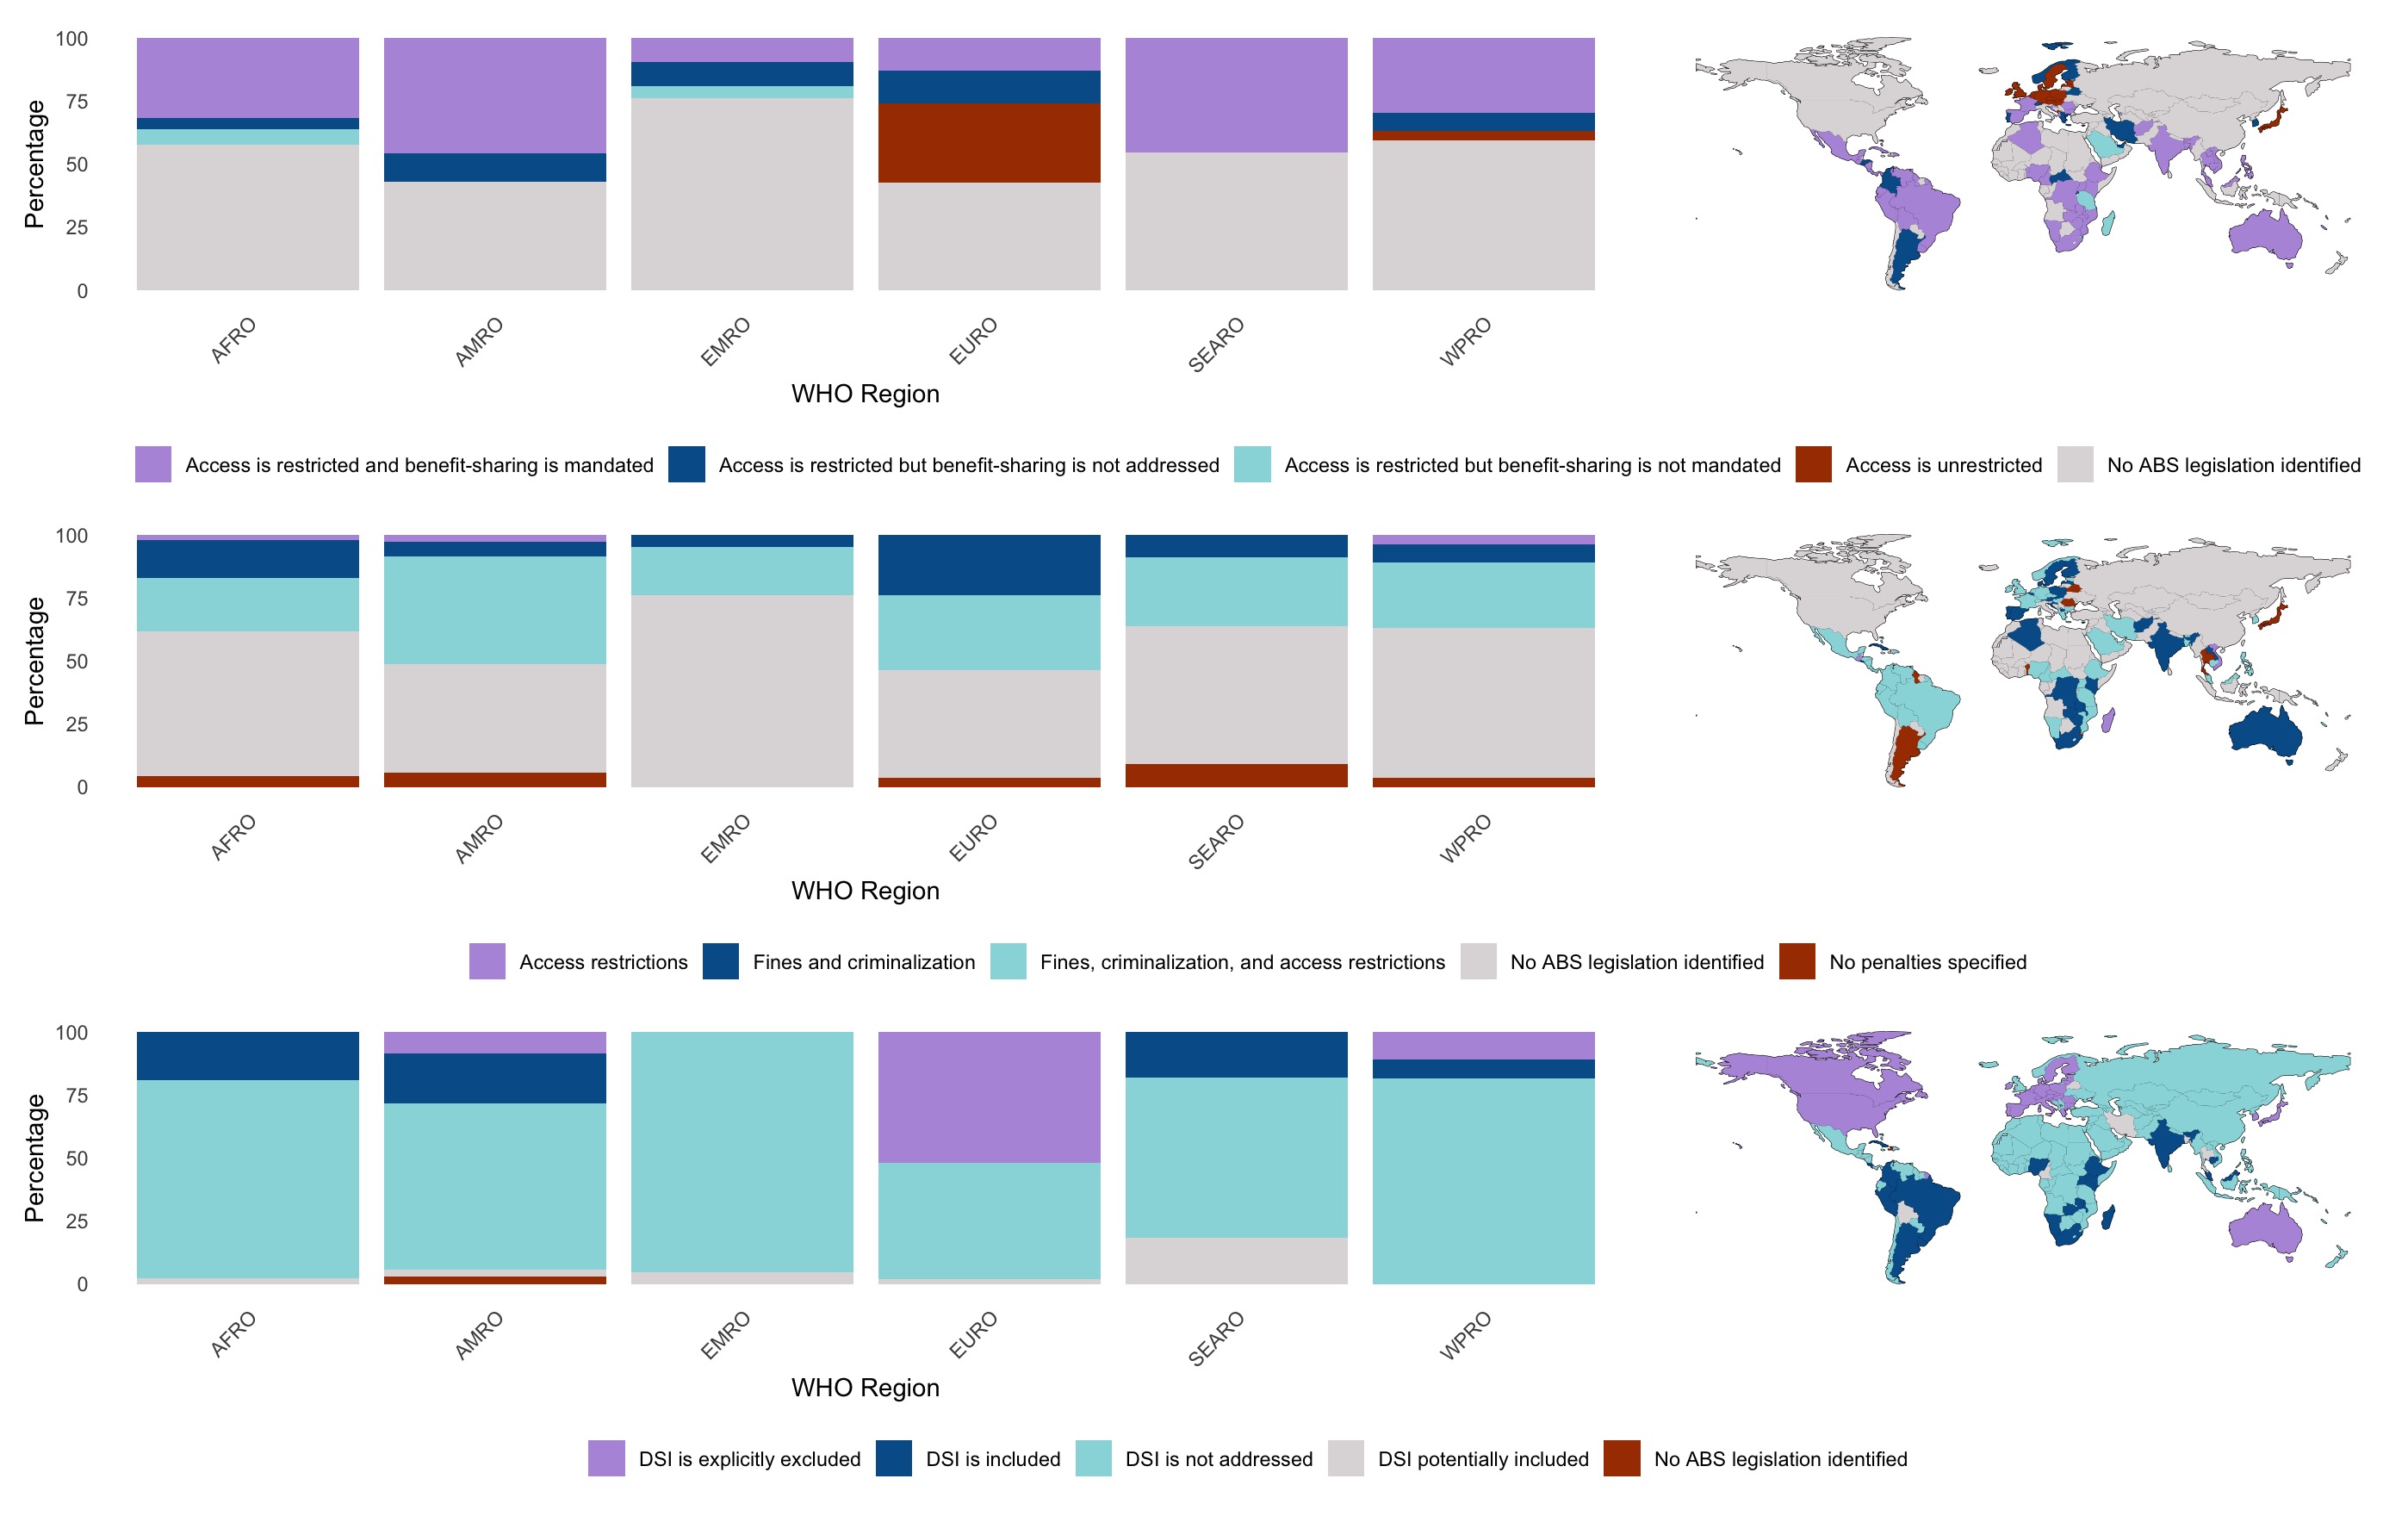 100
75
50
25
0
Percentage
AFRO
AMRO
EMRO
EURO
SEARO
WPRO
WHO Region
Access is restricted and benefit-sharing is mandated Access is restricted but benefit-sharing is not addressed Access is restricted but benefit-sharing is not mandated Access is unrestricted No ABS legislation identified
100
75
50
25
0
Percentage
AFRO
AMRO
EMRO
EURO
SEARO
WPRO
WHO Region
Access restrictions Fines and criminalization Fines, criminalization, and access restrictions No ABS legislation identified No penalties specified
100
75
50
25
0
Percentage
AFRO
AMRO
EMRO
EURO
SEARO
WPRO
WHO Region
DSI is explicitly excluded DSI is included DSI is not addressed DSI potentially included No ABS legislation identified